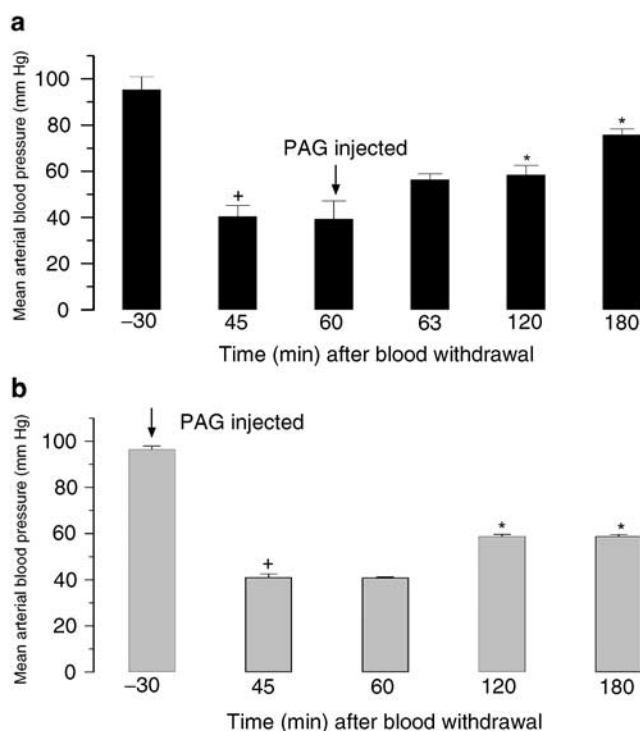 a
Mean arterial blood pressure (mm Hg)
100
80
60
40
20
0
PAG injected
+
*
*
–30 45 60 63 120 180
Time (min) after blood withdrawal
b
Mean arterial blood pressure (mm Hg)
100
80
60
40
20
0
PAG injected
+
*
*
–30 45 60 120 180
Time (min) after blood withdrawal